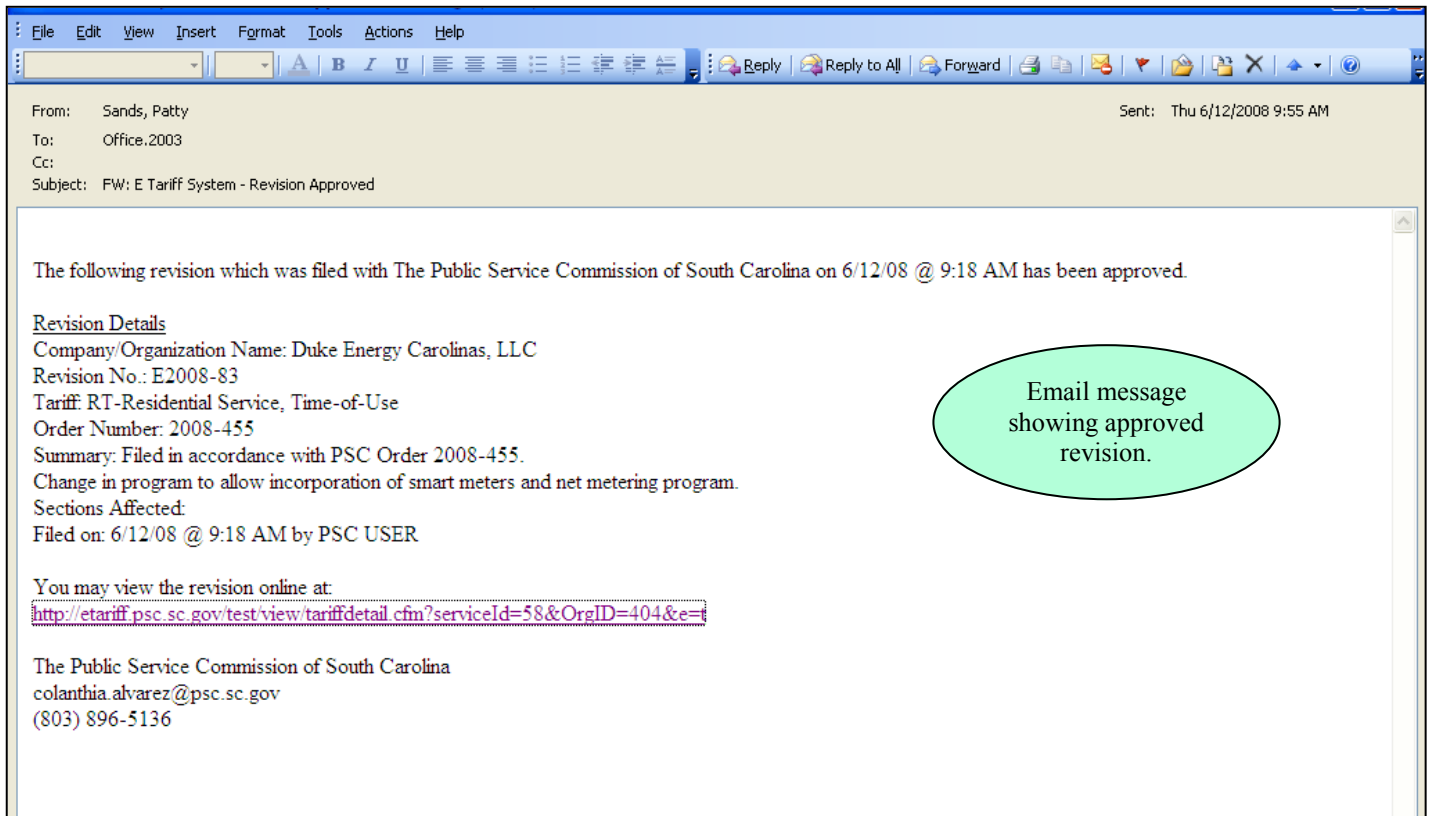 File Edit View Insert Format Tools Actions Help
A B I U Reply Reply to All Forward
From: Sands, Patty Sent: Thu 6/12/2008 9:55 AM
To: Office.2003
Cc:
Subject: FW: E Tariff System - Revision Approved
The following revision which was filed with The Public Service Commission of South Carolina on 6/12/08 @ 9:18 AM has been approved.
Revision Details
Company/Organization Name: Duke Energy Carolinas, LLC
Revision No.: E2008-83
Tariff: RT-Residential Service, Time-of-Use
Order Number: 2008-455
Summary: Filed in accordance with PSC Order 2008-455.
Change in program to allow incorporation of smart meters and net metering program.
Sections Affected:
Filed on: 6/12/08 @ 9:18 AM by PSC USER
Email message
showing approved
revision.
You may view the revision online at:
http://etariff.psc.sc.gov/test/view/tariffdetail.cfm?serviceId=58&OrgID=404&e=t
The Public Service Commission of South Carolina
colanthia.alvarez@psc.sc.gov
(803) 896-5136